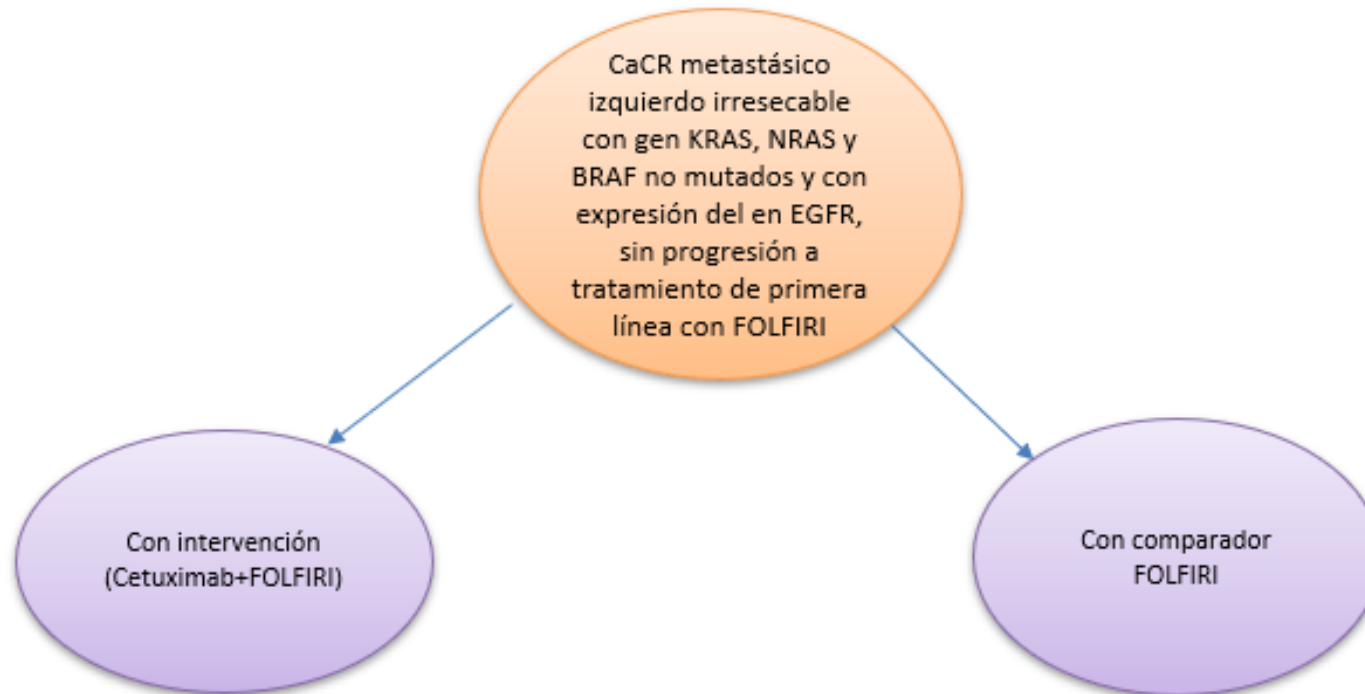 CaCR metastásico
izquierdo irresecable
con gen KRAS, NRAS y
BRAF no mutados y con
expresión del en EGFR,
sin progresión a
tratamiento de primera
línea con FOLFIRI
Con intervención
(Cetuximab+FOLFIRI)
Con comparador
FOLFIRI